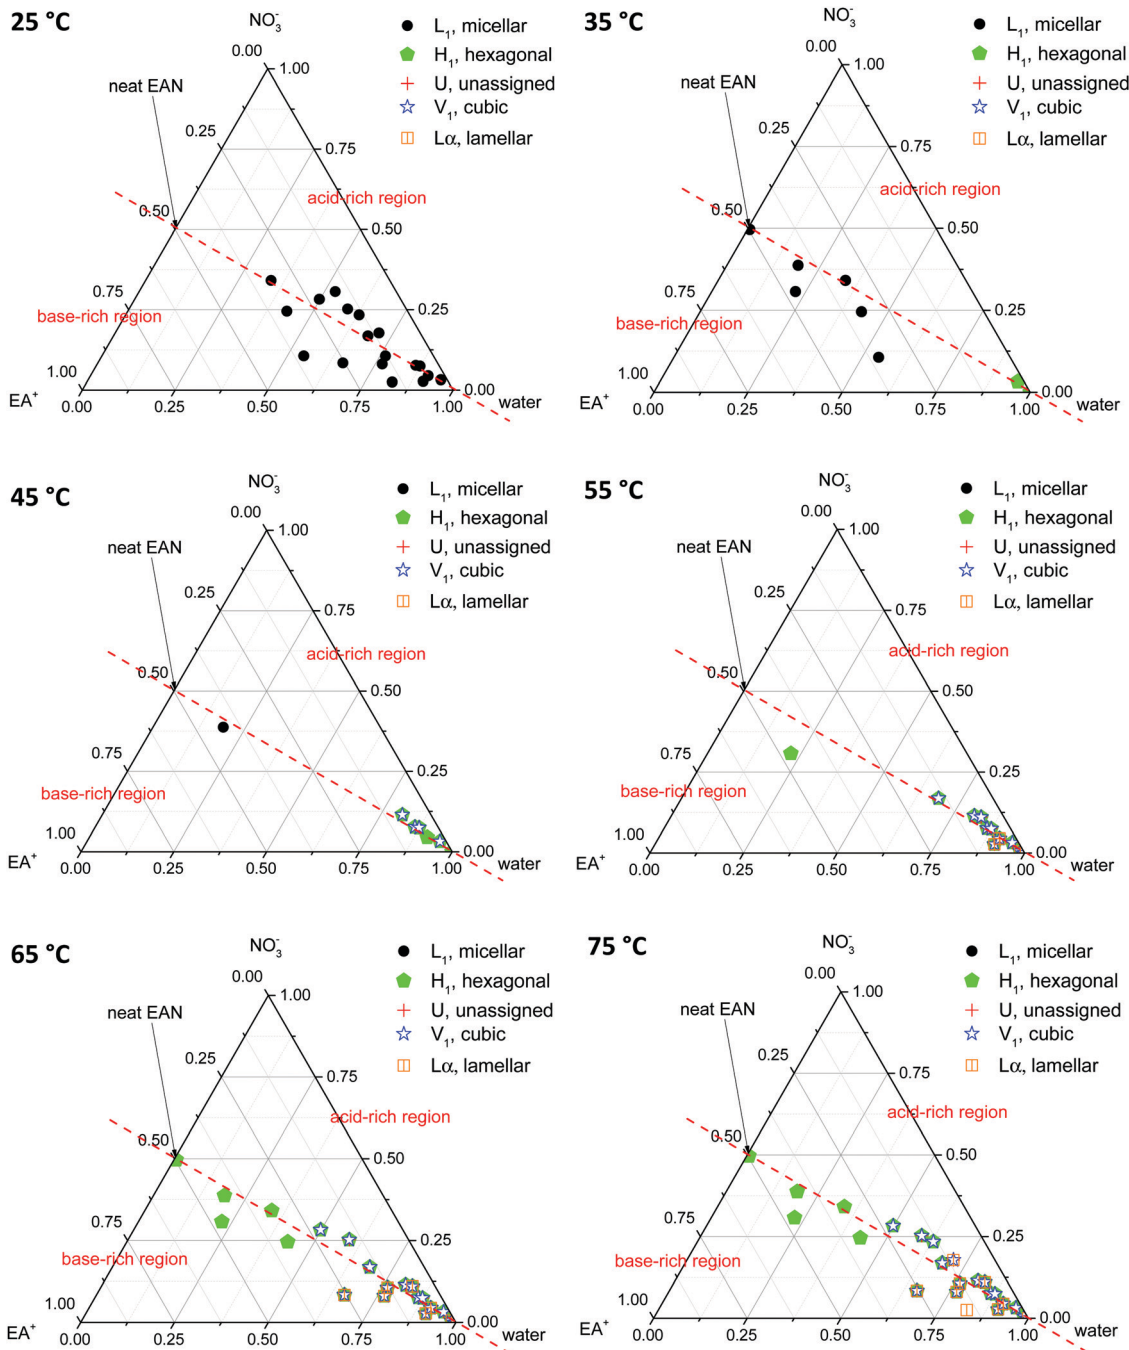 25 °C
NO₃⁻
0.00
1.00
L₁, micellar
H₁, hexagonal
U, unassigned
V₁, cubic
Lα, lamellar
neat EAN
0.25
0.75
acid-rich region
0.50
0.50
0.75
0.25
base-rich region
1.00
0.00
EA⁺
water
0.00 0.25 0.50 0.75 1.00
35 °C
NO₃⁻
0.00
1.00
L₁, micellar
H₁, hexagonal
U, unassigned
V₁, cubic
Lα, lamellar
neat EAN
0.25
0.75
acid-rich region
0.50
0.50
0.75
0.25
base-rich region
1.00
0.00
EA⁺
water
0.00 0.25 0.50 0.75 1.00
45 °C
NO₃⁻
0.00
1.00
L₁, micellar
H₁, hexagonal
U, unassigned
V₁, cubic
Lα, lamellar
neat EAN
0.25
0.75
acid-rich region
0.50
0.50
0.75
0.25
base-rich region
1.00
0.00
EA⁺
water
0.00 0.25 0.50 0.75 1.00
55 °C
NO₃⁻
0.00
1.00
L₁, micellar
H₁, hexagonal
U, unassigned
V₁, cubic
Lα, lamellar
neat EAN
0.25
0.75
acid-rich region
0.50
0.50
0.75
0.25
base-rich region
1.00
0.00
EA⁺
water
0.00 0.25 0.50 0.75 1.00
65 °C
NO₃⁻
0.00
1.00
L₁, micellar
H₁, hexagonal
U, unassigned
V₁, cubic
Lα, lamellar
neat EAN
0.25
0.75
acid-rich region
0.50
0.50
0.75
0.25
base-rich region
1.00
0.00
EA⁺
water
0.00 0.25 0.50 0.75 1.00
75 °C
NO₃⁻
0.00
1.00
L₁, micellar
H₁, hexagonal
U, unassigned
V₁, cubic
Lα, lamellar
neat EAN
0.25
0.75
acid-rich region
0.50
0.50
0.75
0.25
base-rich region
1.00
0.00
EA⁺
water
0.00 0.25 0.50 0.75 1.00